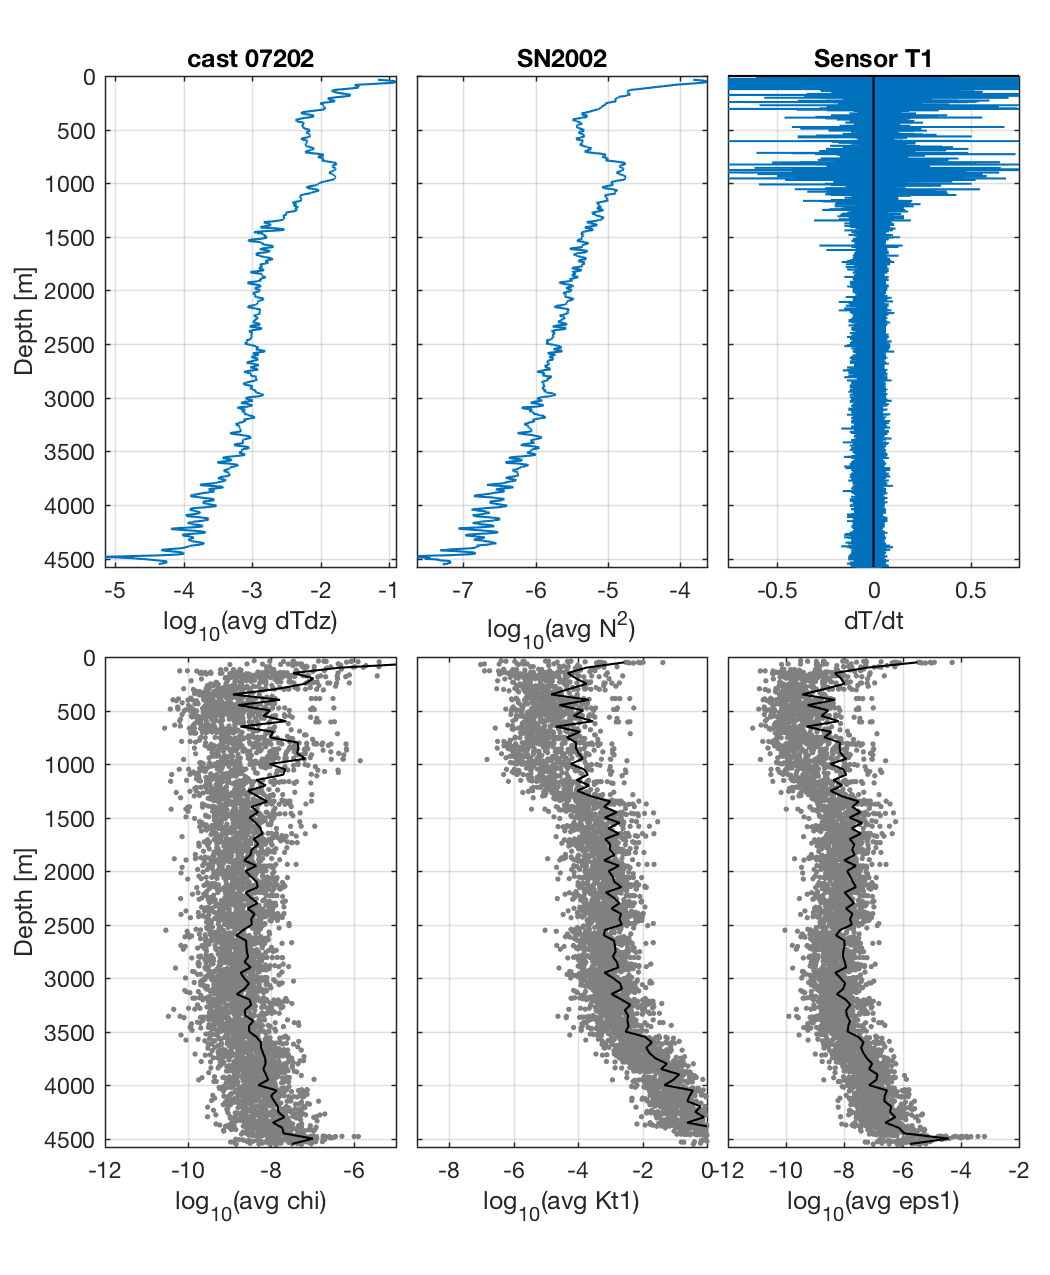 cast 07202 SN2002 Sensor T1
0
500
1000
1500
2000
2500
3000
3500
4000
4500
Depth [m]
-5 -4 -3 -2 -1 -7 -6 -5 -4 -0.5 0 0.5
log10(avg dTdz) log10(avg N2) dT/dt
0
500
1000
1500
2000
2500
3000
3500
4000
4500
Depth [m]
-12 -10 -8 -6 -8 -6 -4 -2 0 -12 -10 -8 -6 -4 -2
log10(avg chi) log10(avg Kt1) log10(avg eps1)